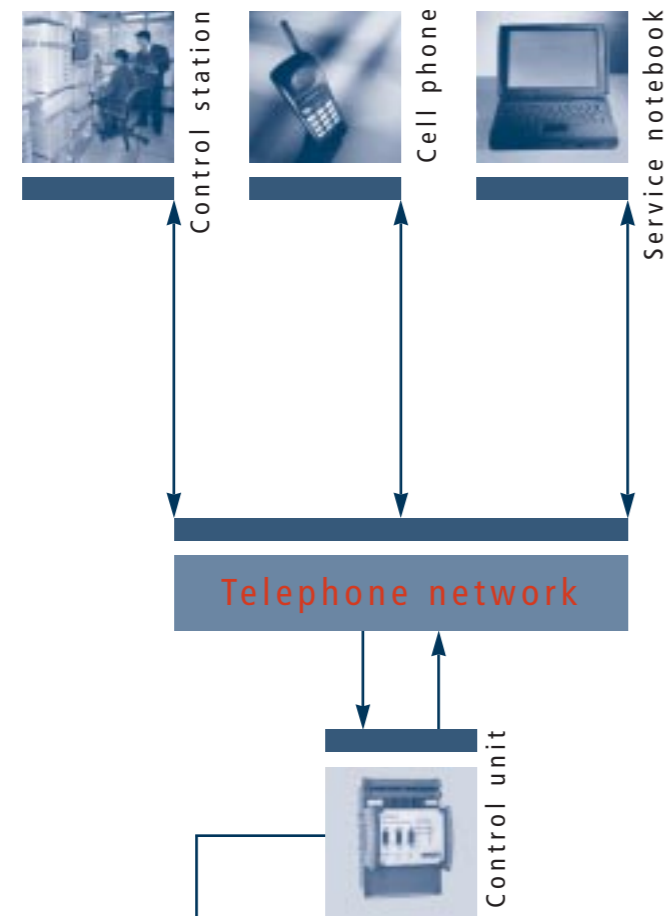 Control station
Cell phone
Service notebook
Telephone network
Control unit